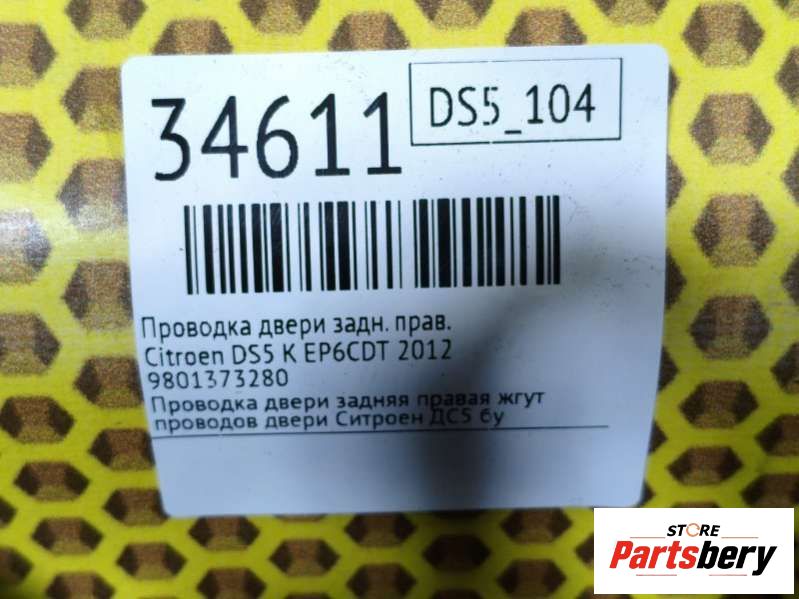 34611
DS5_104
Проводка двери задн. прав.
Citroen DS5 K EP6CDT 2012
9801373280
Проводка двери задняя правая жгут
проводов двери Ситроен ДС5 бу
STORE
Partsbery